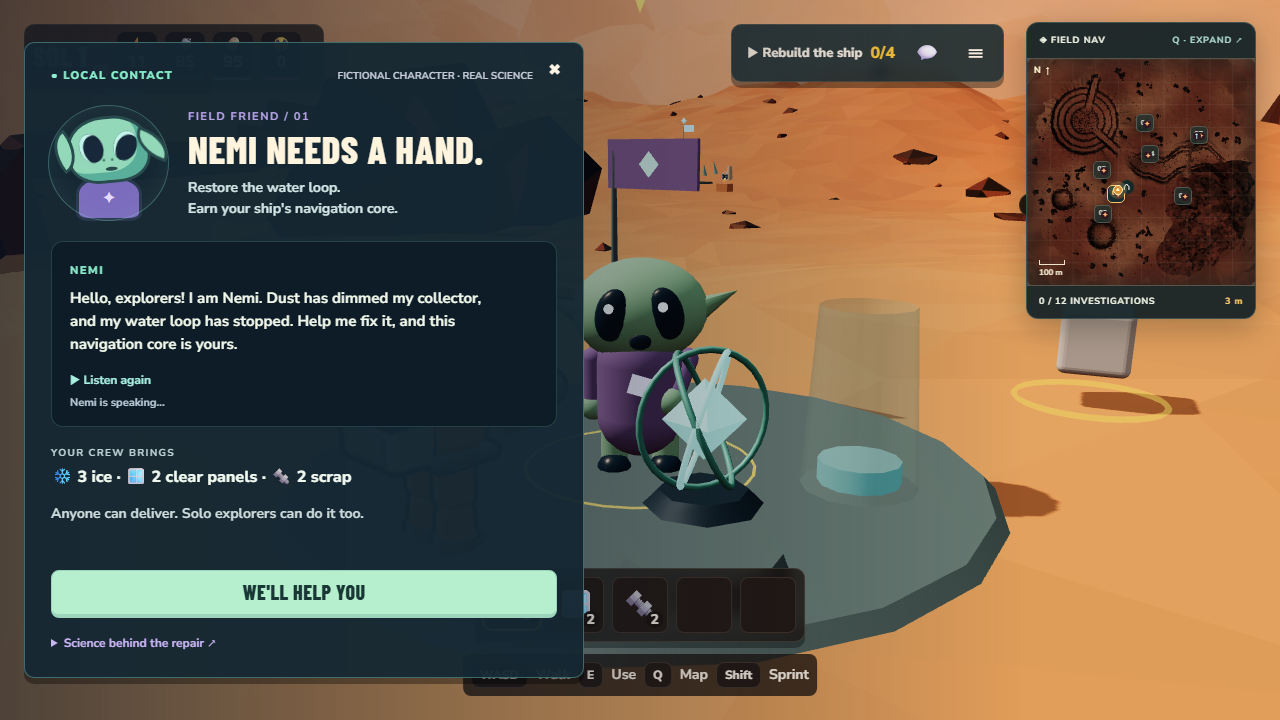 ● LOCAL CONTACT
FICTIONAL CHARACTER · REAL SCIENCE ✖
FIELD FRIEND / 01
NEMI NEEDS A HAND.
Restore the water loop.
Earn your ship's navigation core.
NEMI
Hello, explorers! I am Nemi. Dust has dimmed my collector,
and my water loop has stopped. Help me fix it, and this
navigation core is yours.
▶ Listen again
Nemi is speaking...
YOUR CREW BRINGS
3 ice · 2 clear panels · 2 scrap
Anyone can deliver. Solo explorers can do it too.
WE'LL HELP YOU
▶ Science behind the repair ↗
▶ Rebuild the ship 0/4
◆ FIELD NAV
Q · EXPAND ↗
N ↑
100 m
0 / 12 INVESTIGATIONS
3 m
2
2
E Use Q Map Shift Sprint